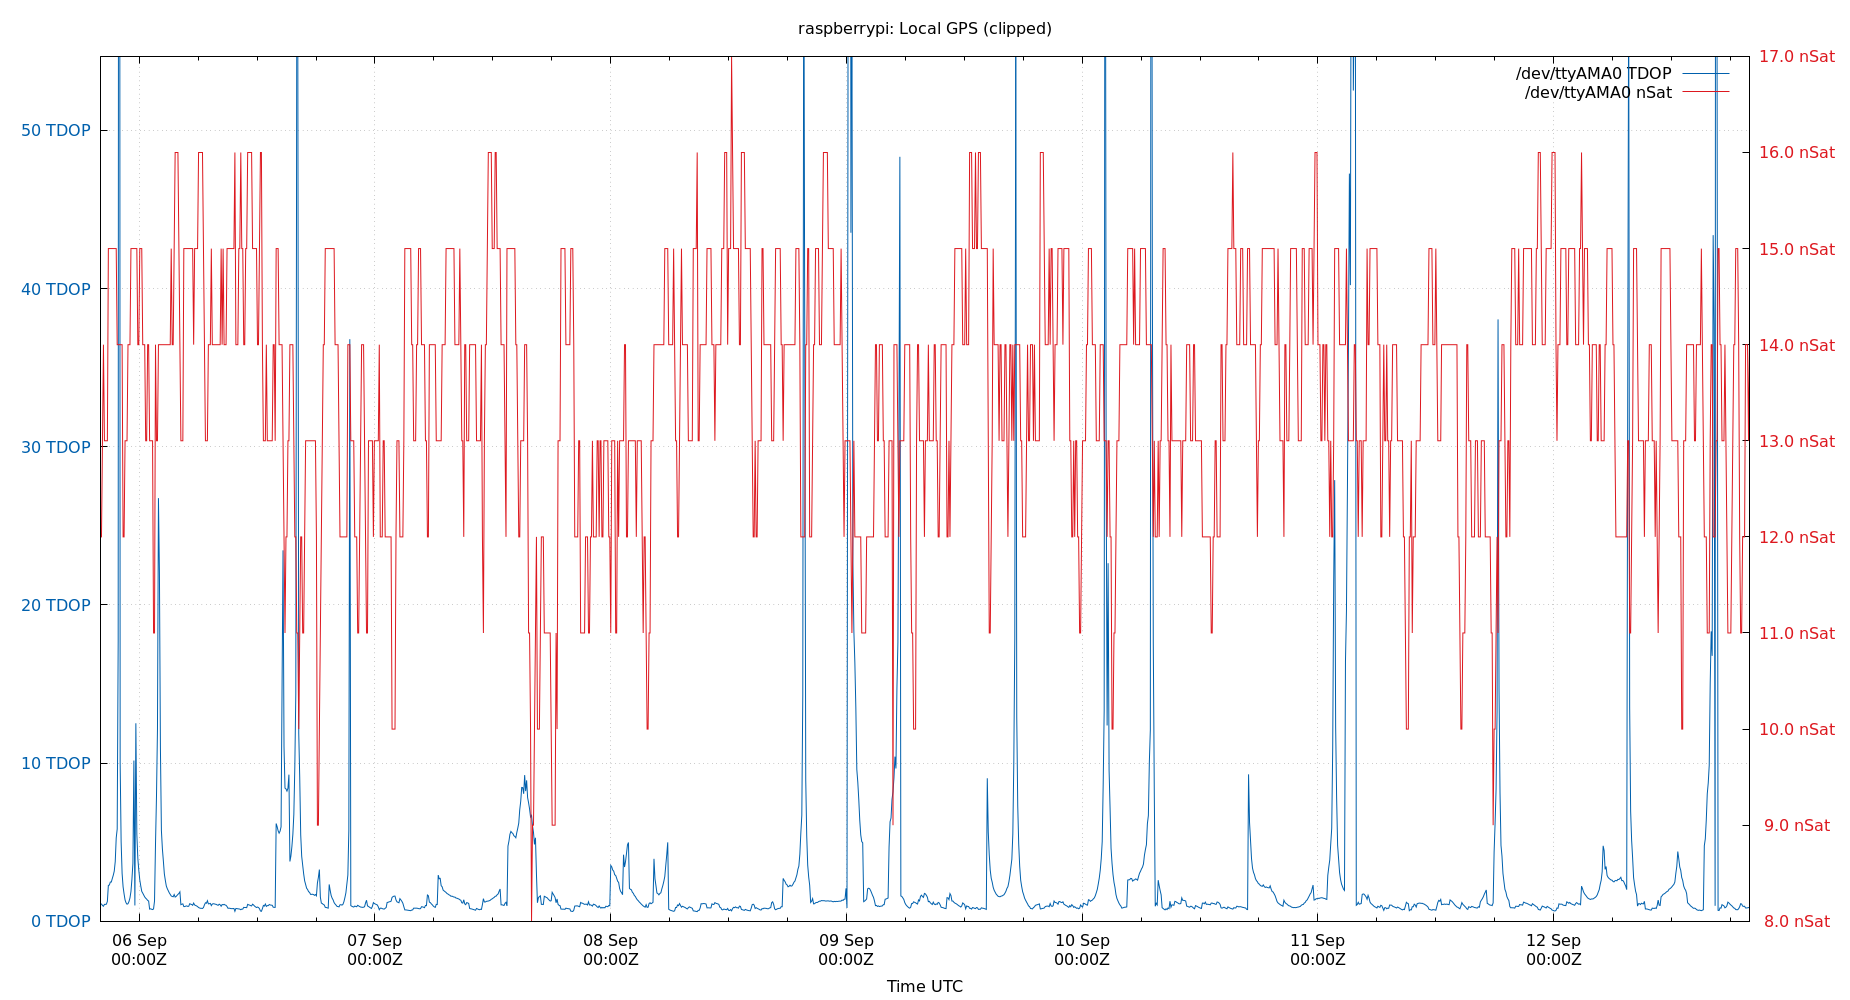 raspberrypi: Local GPS (clipped)
/dev/ttyAMA0 TDOP
/dev/ttyAMA0 nSat
50 TDOP
40 TDOP
30 TDOP
20 TDOP
10 TDOP
0 TDOP
17.0 nSat
16.0 nSat
15.0 nSat
14.0 nSat
13.0 nSat
12.0 nSat
11.0 nSat
10.0 nSat
9.0 nSat
8.0 nSat
06 Sep
00:00Z
07 Sep
00:00Z
08 Sep
00:00Z
09 Sep
00:00Z
10 Sep
00:00Z
11 Sep
00:00Z
12 Sep
00:00Z
Time UTC